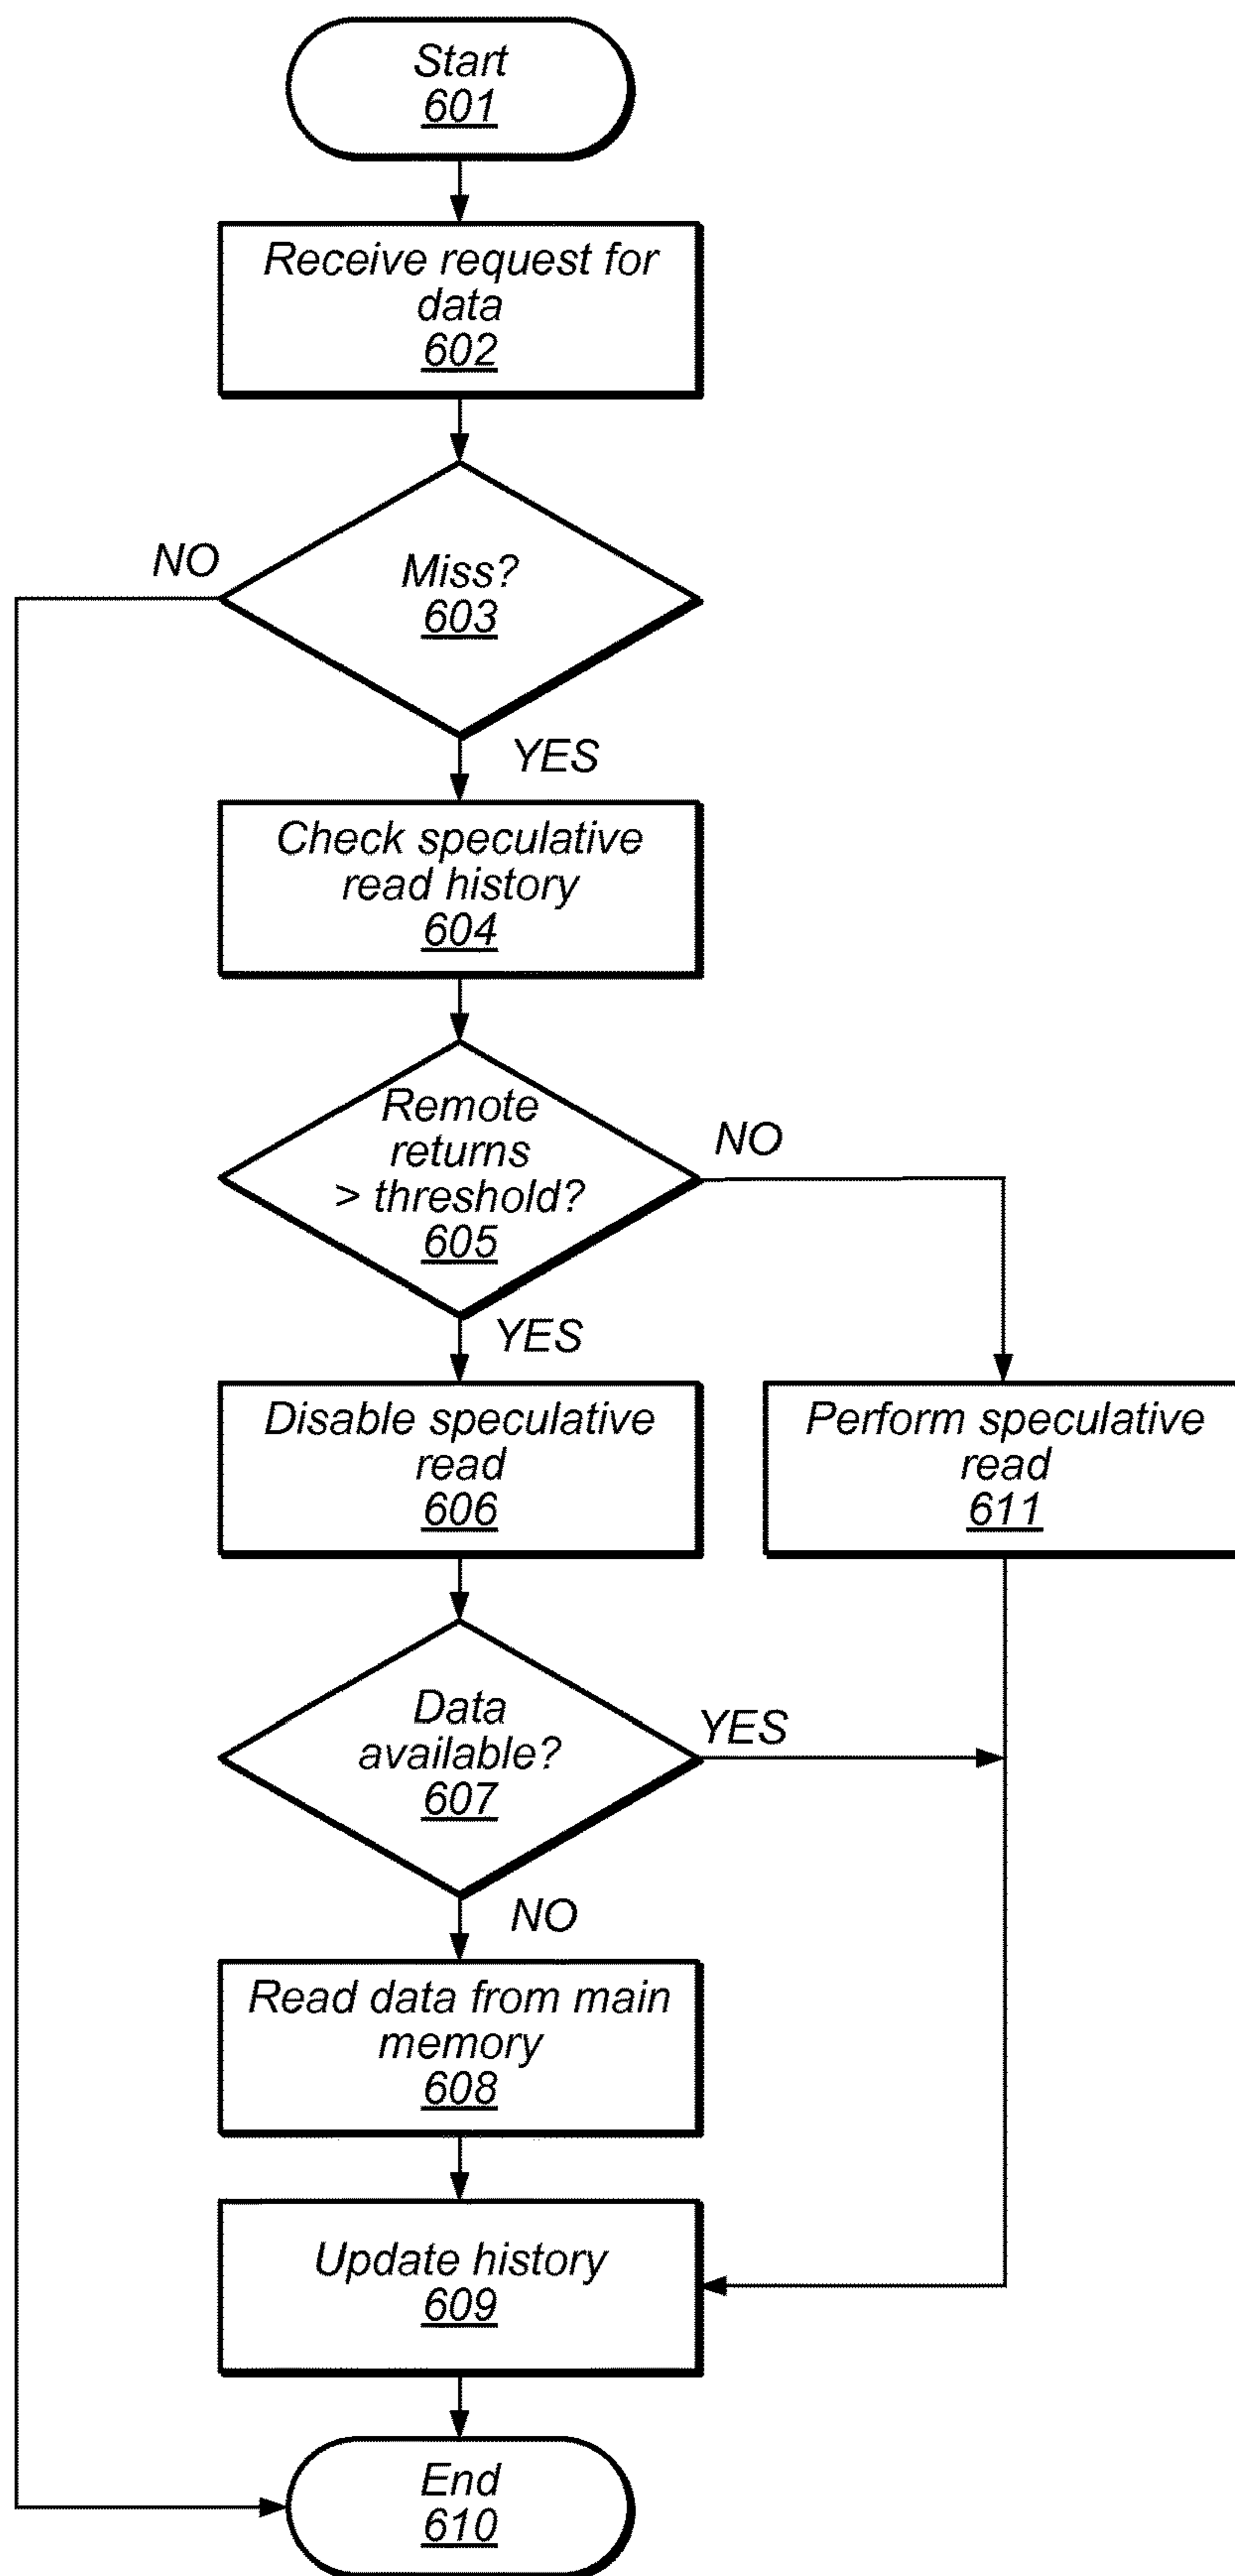 Start
601
Receive request for
data
602
Miss?
603
NO
YES
Check speculative
read history
604
Remote
returns
> threshold?
605
NO
YES
Disable speculative
read
606
Perform speculative
read
611
Data
available?
607
YES
NO
Read data from main
memory
608
Update history
609
End
610